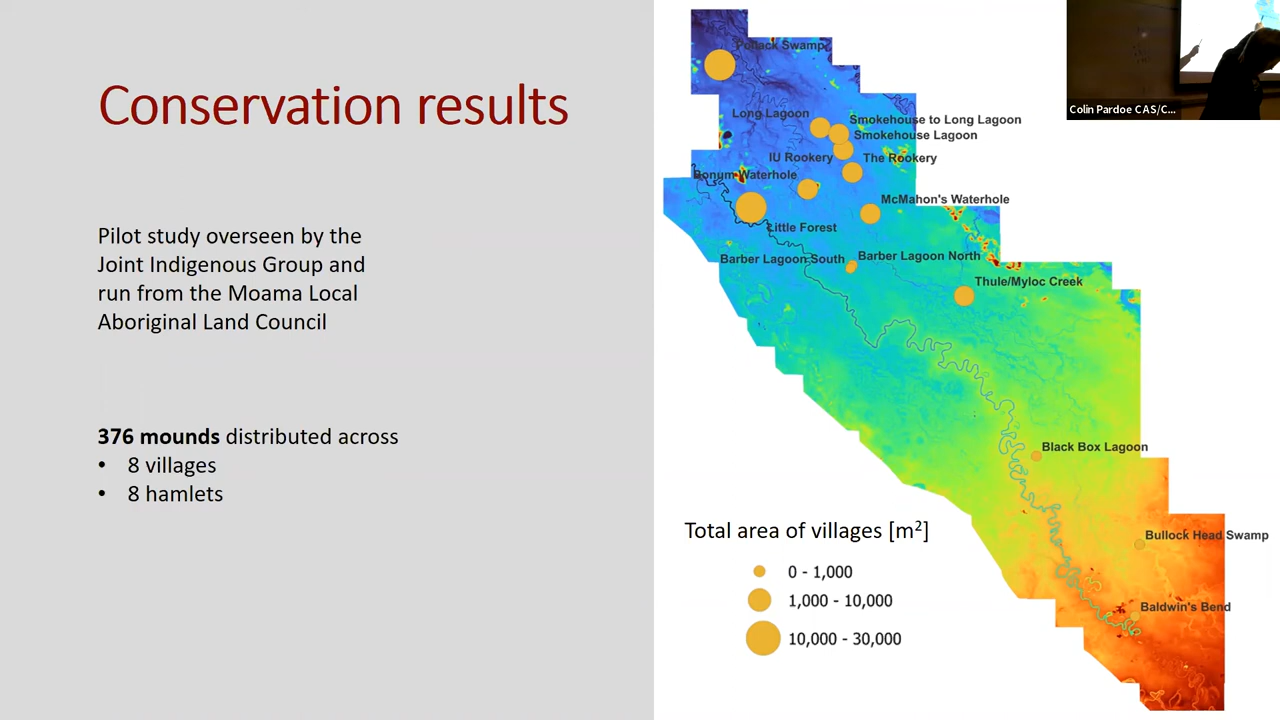 Conservation results
Pilot study overseen by the
Joint Indigenous Group and
run from the Moama Local
Aboriginal Land Council
376 mounds distributed across
• 8 villages
• 8 hamlets
Pollack Swamp
Long Lagoon
Smokehouse to Long Lagoon
Smokehouse Lagoon
IU Rookery
The Rookery
Bonum Waterhole
McMahon's Waterhole
Little Forest
Barber Lagoon South
Barber Lagoon North
Thule/Myloc Creek
Black Box Lagoon
Bullock Head Swamp
Baldwin's Bend
Total area of villages [m²]
0 - 1,000
1,000 - 10,000
10,000 - 30,000
Colin Pardoe CAS/C...